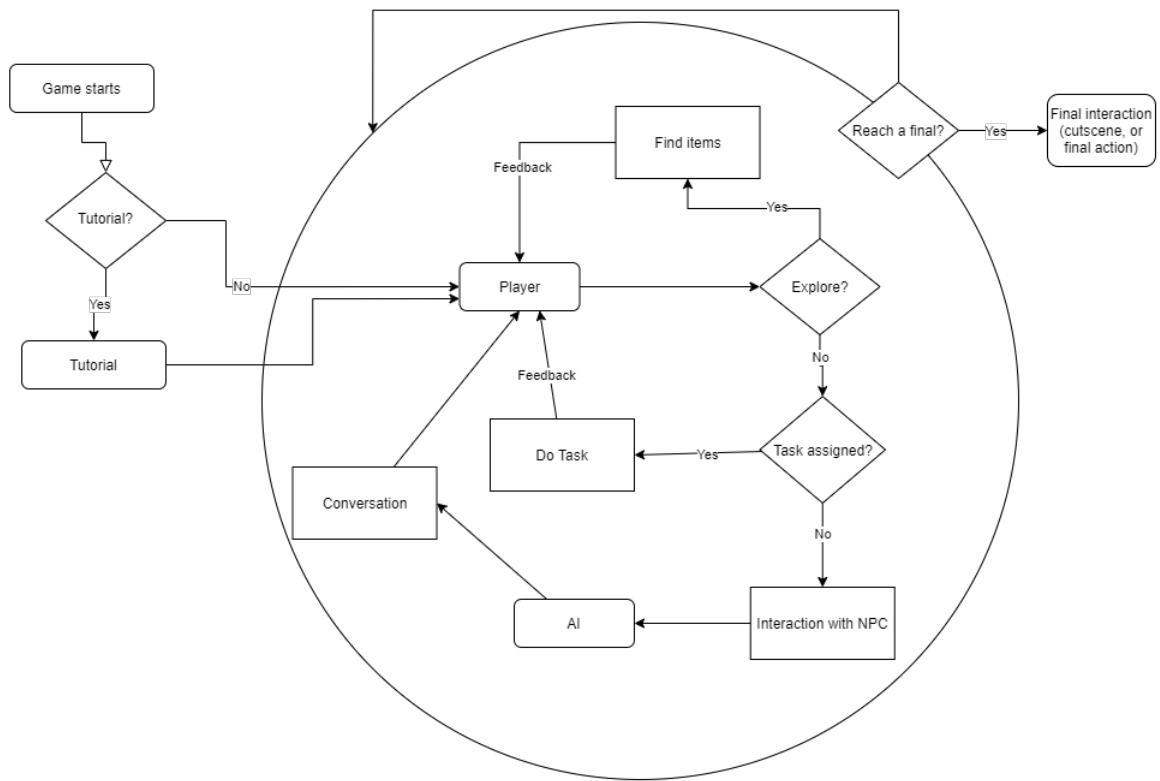 Game starts
Tutorial?
No
Yes
Tutorial
Player
Feedback
Find items
Yes
Explore?
No
Task assigned?
Yes
Do Task
Feedback
No
Interaction with NPC
AI
Conversation
Reach a final?
Yes
Final interaction
(cutscene, or
final action)